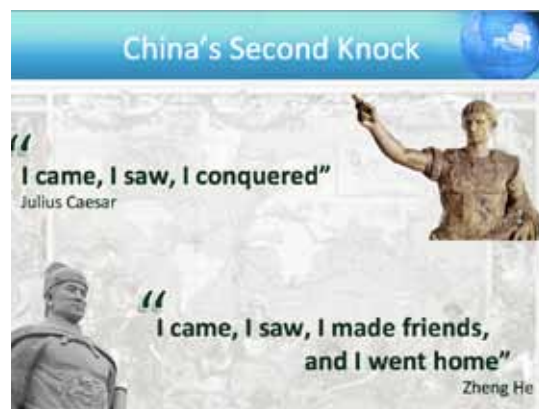 China's Second Knock
“
I came, I saw, I conquered”
Julius Caesar
“
I came, I saw, I made friends,
and I went home”
Zheng He